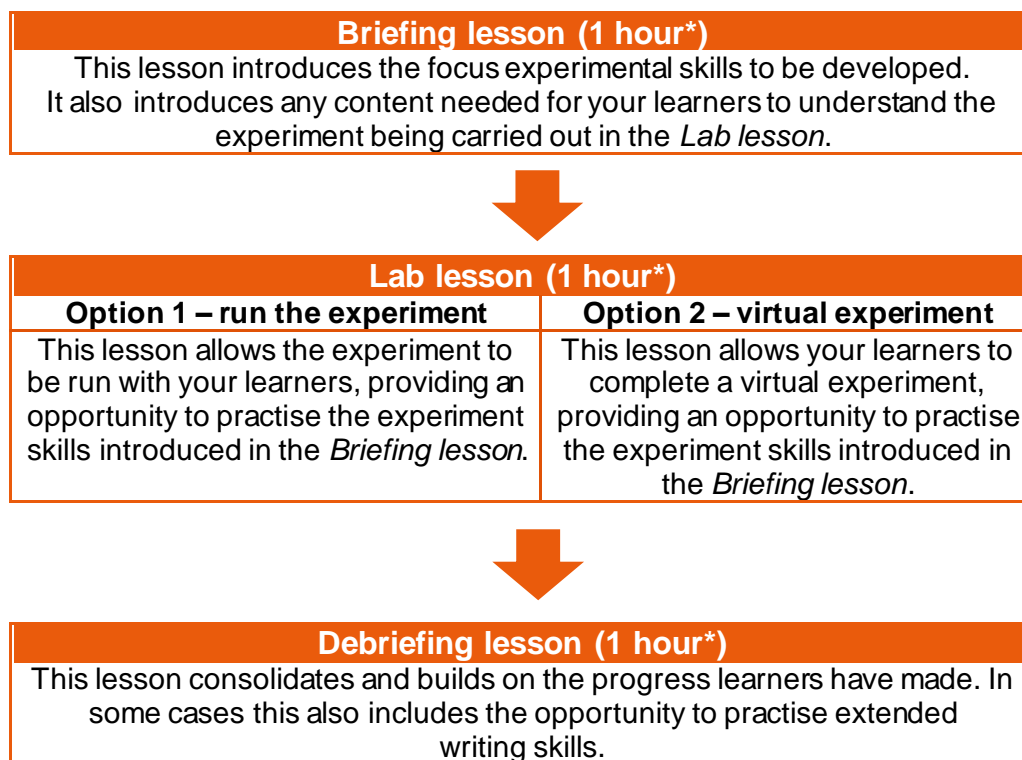 Briefing lesson (1 hour*)
This lesson introduces the focus experimental skills to be developed.
It also introduces any content needed for your learners to understand the
experiment being carried out in the Lab lesson.
Lab lesson (1 hour*)
Option 1 – run the experiment
This lesson allows the experiment to
be run with your learners, providing an
opportunity to practise the experiment
skills introduced in the Briefing lesson.
Option 2 – virtual experiment
This lesson allows your learners to
complete a virtual experiment,
providing an opportunity to practise
the experiment skills introduced in
the Briefing lesson.
Debriefing lesson (1 hour*)
This lesson consolidates and builds on the progress learners have made. In
some cases this also includes the opportunity to practise extended
writing skills.